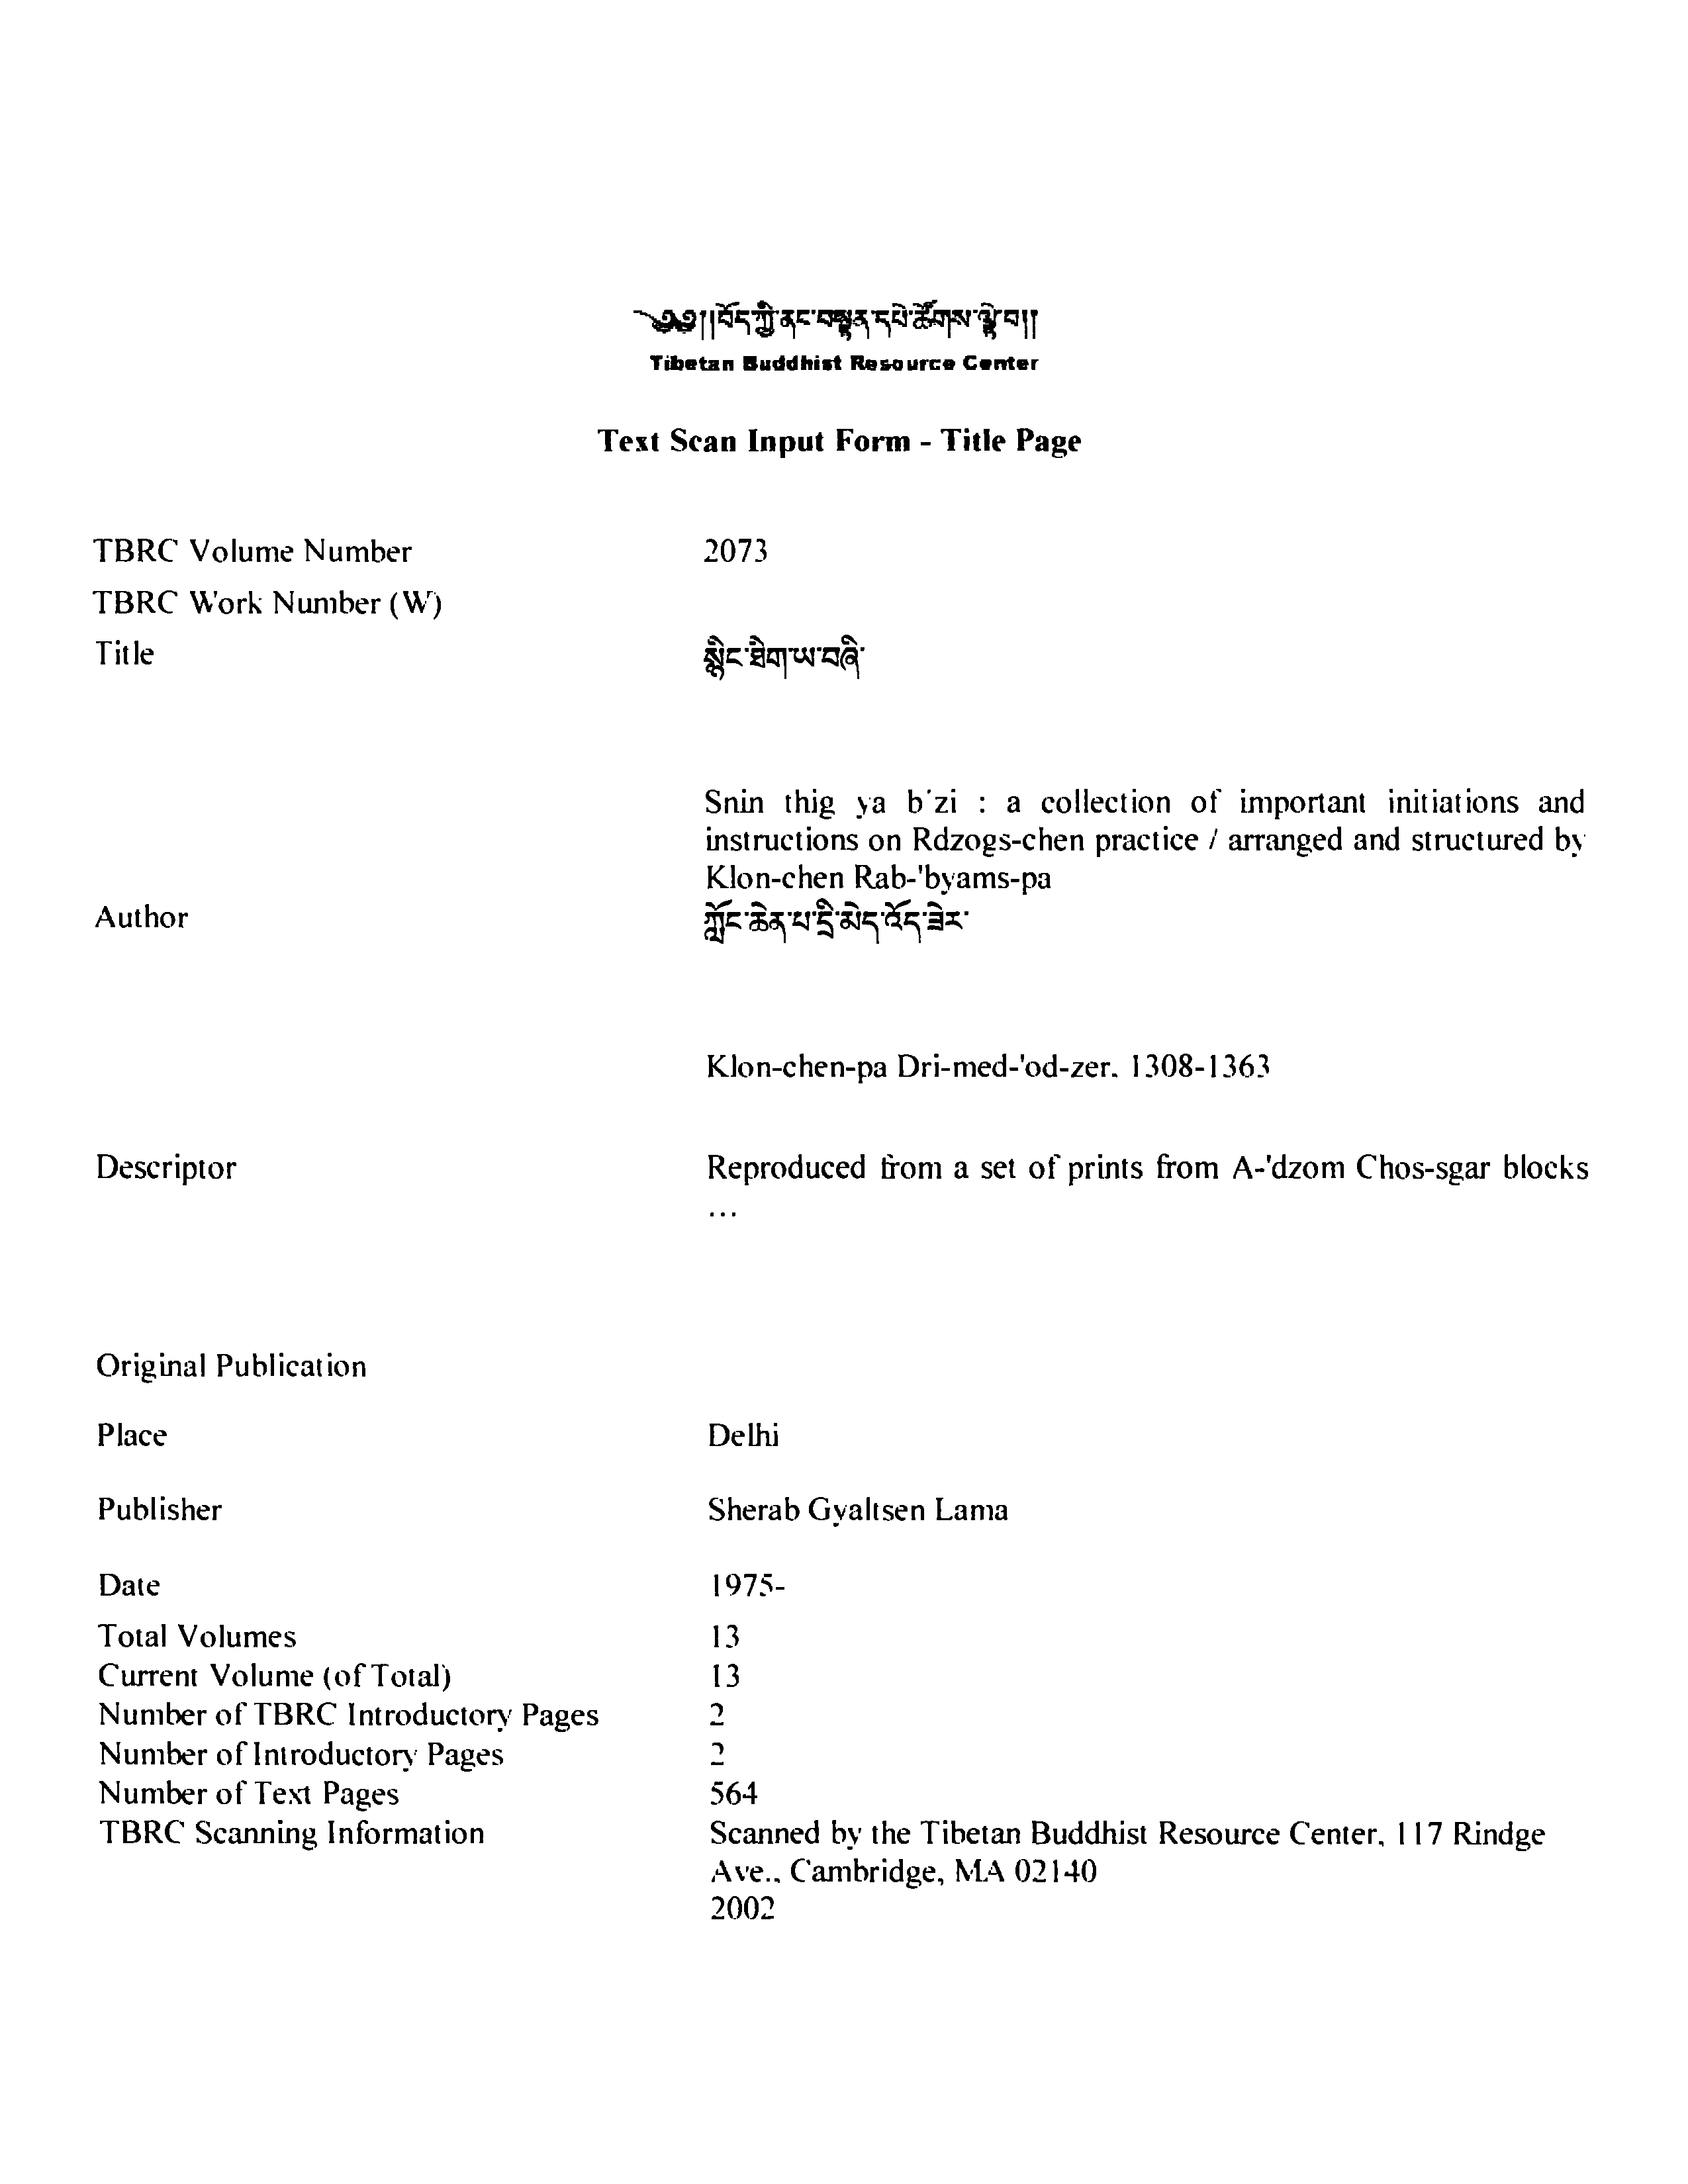 ༄༅།།བོད་ཀྱི་ནང་བསྟན་དཔེ་ཚོགས་ལྟེ་བ།།
Tibetan Buddhist Resource Center
Text Scan Input Form - Title Page
TBRC Volume Number 2073
TBRC Work Number (W)
Title སྙིང་ཐིག་ཡ་བཞི་
Snin thig ya b'zi : a collection of important initiations and
instructions on Rdzogs-chen practice / arranged and structured by
Klon-chen Rab-'byams-pa
Author ཀློང་ཆེན་པ་དྲི་མེད་འོད་ཟེར་
Klon-chen-pa Dri-med-'od-zer. 1308-1363
Descriptor Reproduced from a set of prints from A-'dzom Chos-sgar blocks
...
Original Publication
Place Delhi
Publisher Sherab Gyaltsen Lama
Date 1975-
Total Volumes 13
Current Volume (of Total) 13
Number of TBRC Introductory Pages 2
Number of Introductory Pages 2
Number of Text Pages 564
TBRC Scanning Information Scanned by the Tibetan Buddhist Resource Center, 117 Rindge
Ave., Cambridge, MA 02140
2002